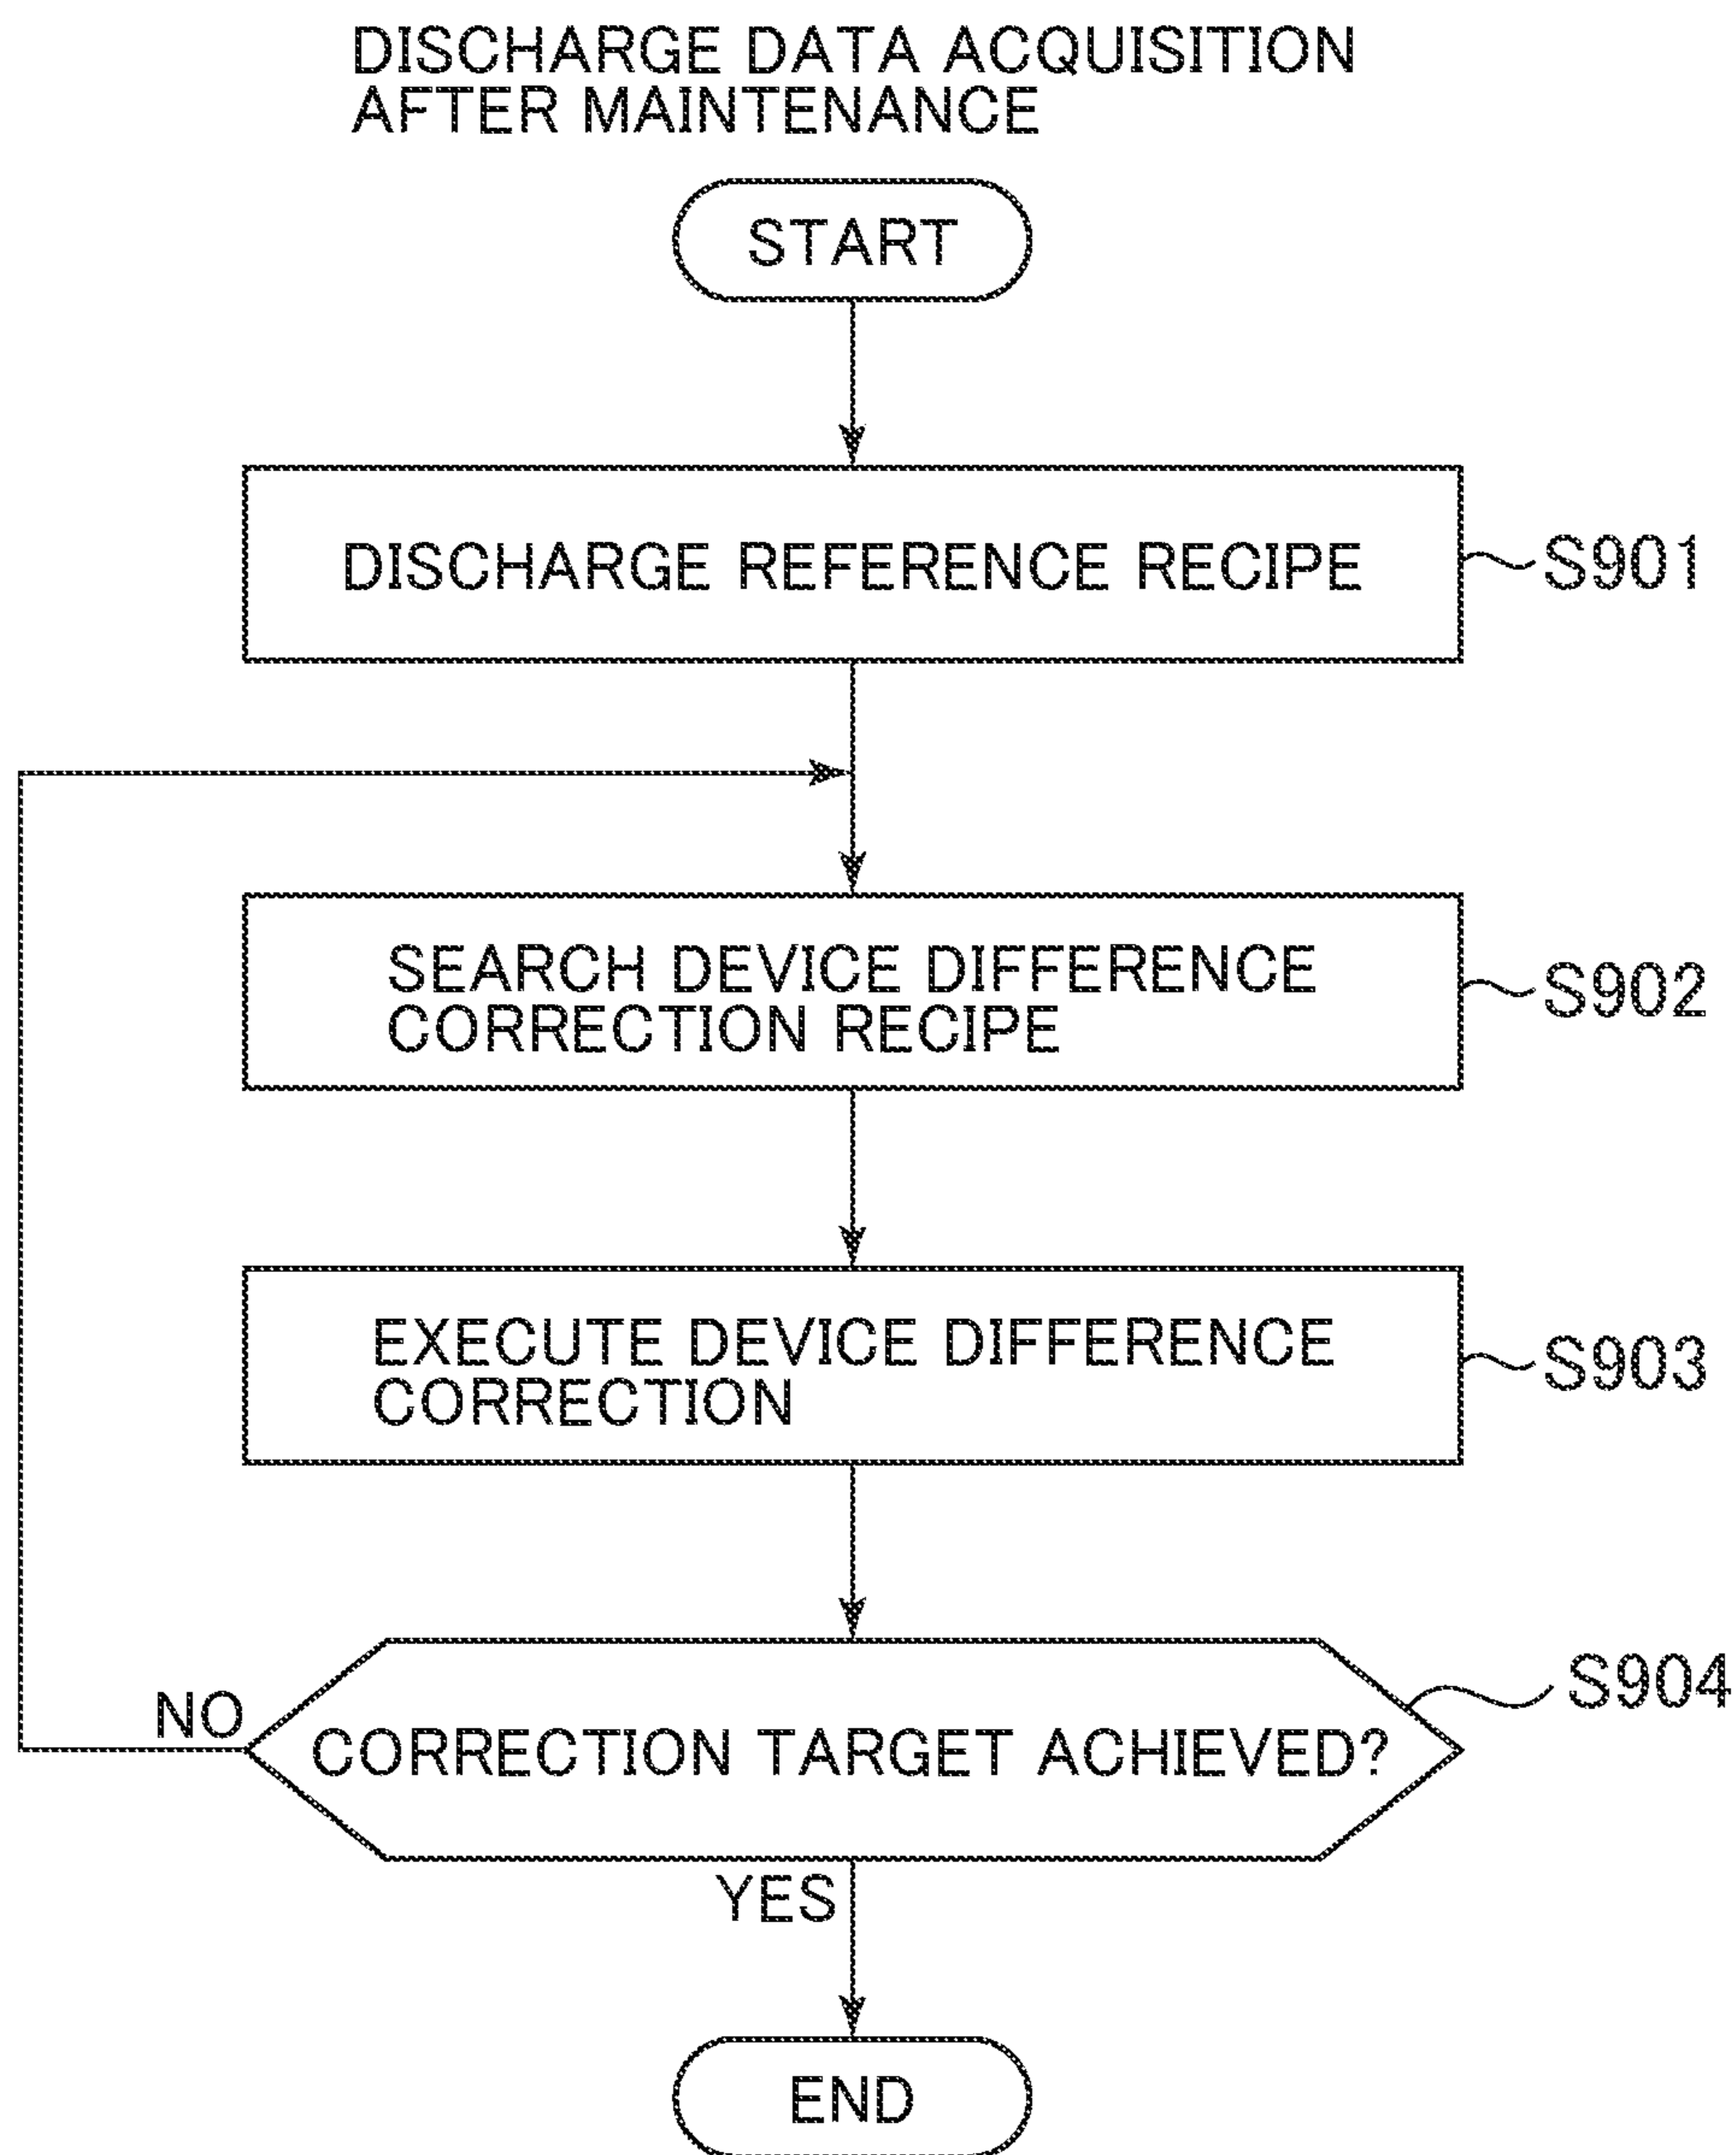 DISCHARGE DATA ACQUISITION
AFTER MAINTENANCE
START
DISCHARGE REFERENCE RECIPE
S901
SEARCH DEVICE DIFFERENCE
CORRECTION RECIPE
S902
EXECUTE DEVICE DIFFERENCE
CORRECTION
S903
S904
NO
CORRECTION TARGET ACHIEVED?
YES
END